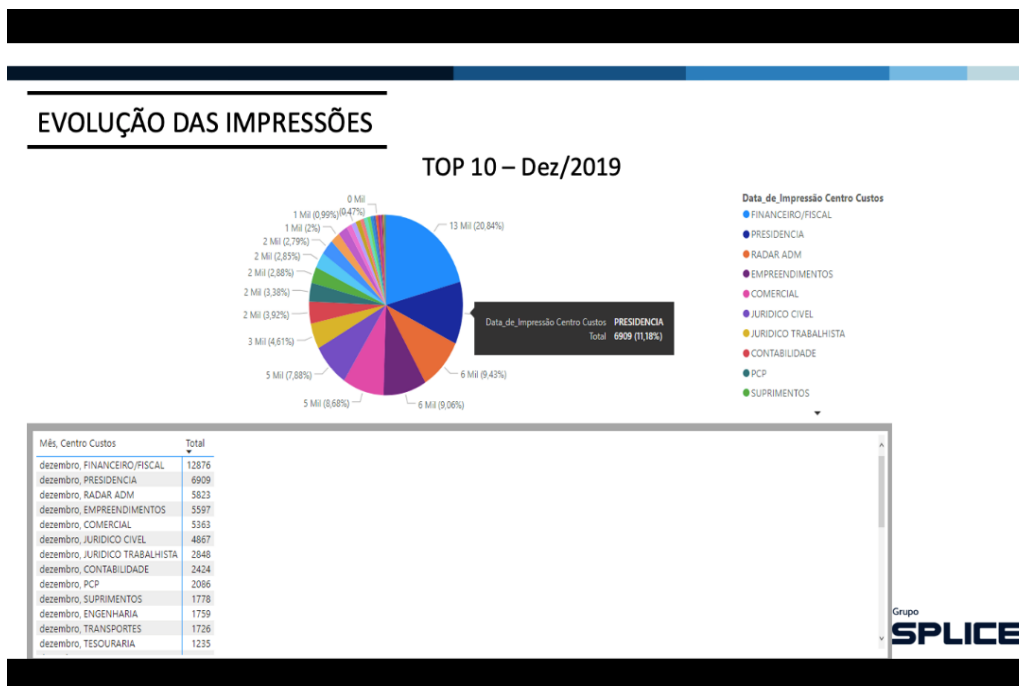 EVOLUÇÃO DAS IMPRESSÕES
TOP 10 – Dez/2019
0 Mil
(0,47%)
1 Mil (0,99%)
1 Mil (2%)
2 Mil (2,79%)
2 Mil (2,85%)
2 Mil (2,88%)
2 Mil (3,38%)
2 Mil (3,92%)
3 Mil (4,61%)
5 Mil (7,88%)
5 Mil (8,68%)
6 Mil (9,06%)
6 Mil (9,43%)
13 Mil (20,84%)
Data_de_Impressão Centro Custos PRESIDENCIA
Total 6909 (11,18%)
Data_de_Impressão Centro Custos
FINANCEIRO/FISCAL
PRESIDENCIA
RADAR ADM
EMPREENDIMENTOS
COMERCIAL
JURIDICO CIVEL
JURIDICO TRABALHISTA
CONTABILIDADE
PCP
SUPRIMENTOS
Mês, Centro Custos Total
dezembro, FINANCEIRO/FISCAL 12876
dezembro, PRESIDENCIA 6909
dezembro, RADAR ADM 5823
dezembro, EMPREENDIMENTOS 5597
dezembro, COMERCIAL 5363
dezembro, JURIDICO CIVEL 4867
dezembro, JURIDICO TRABALHISTA 2848
dezembro, CONTABILIDADE 2424
dezembro, PCP 2086
dezembro, SUPRIMENTOS 1778
dezembro, ENGENHARIA 1759
dezembro, TRANSPORTES 1726
dezembro, TESOURARIA 1235
Grupo
SPLICE